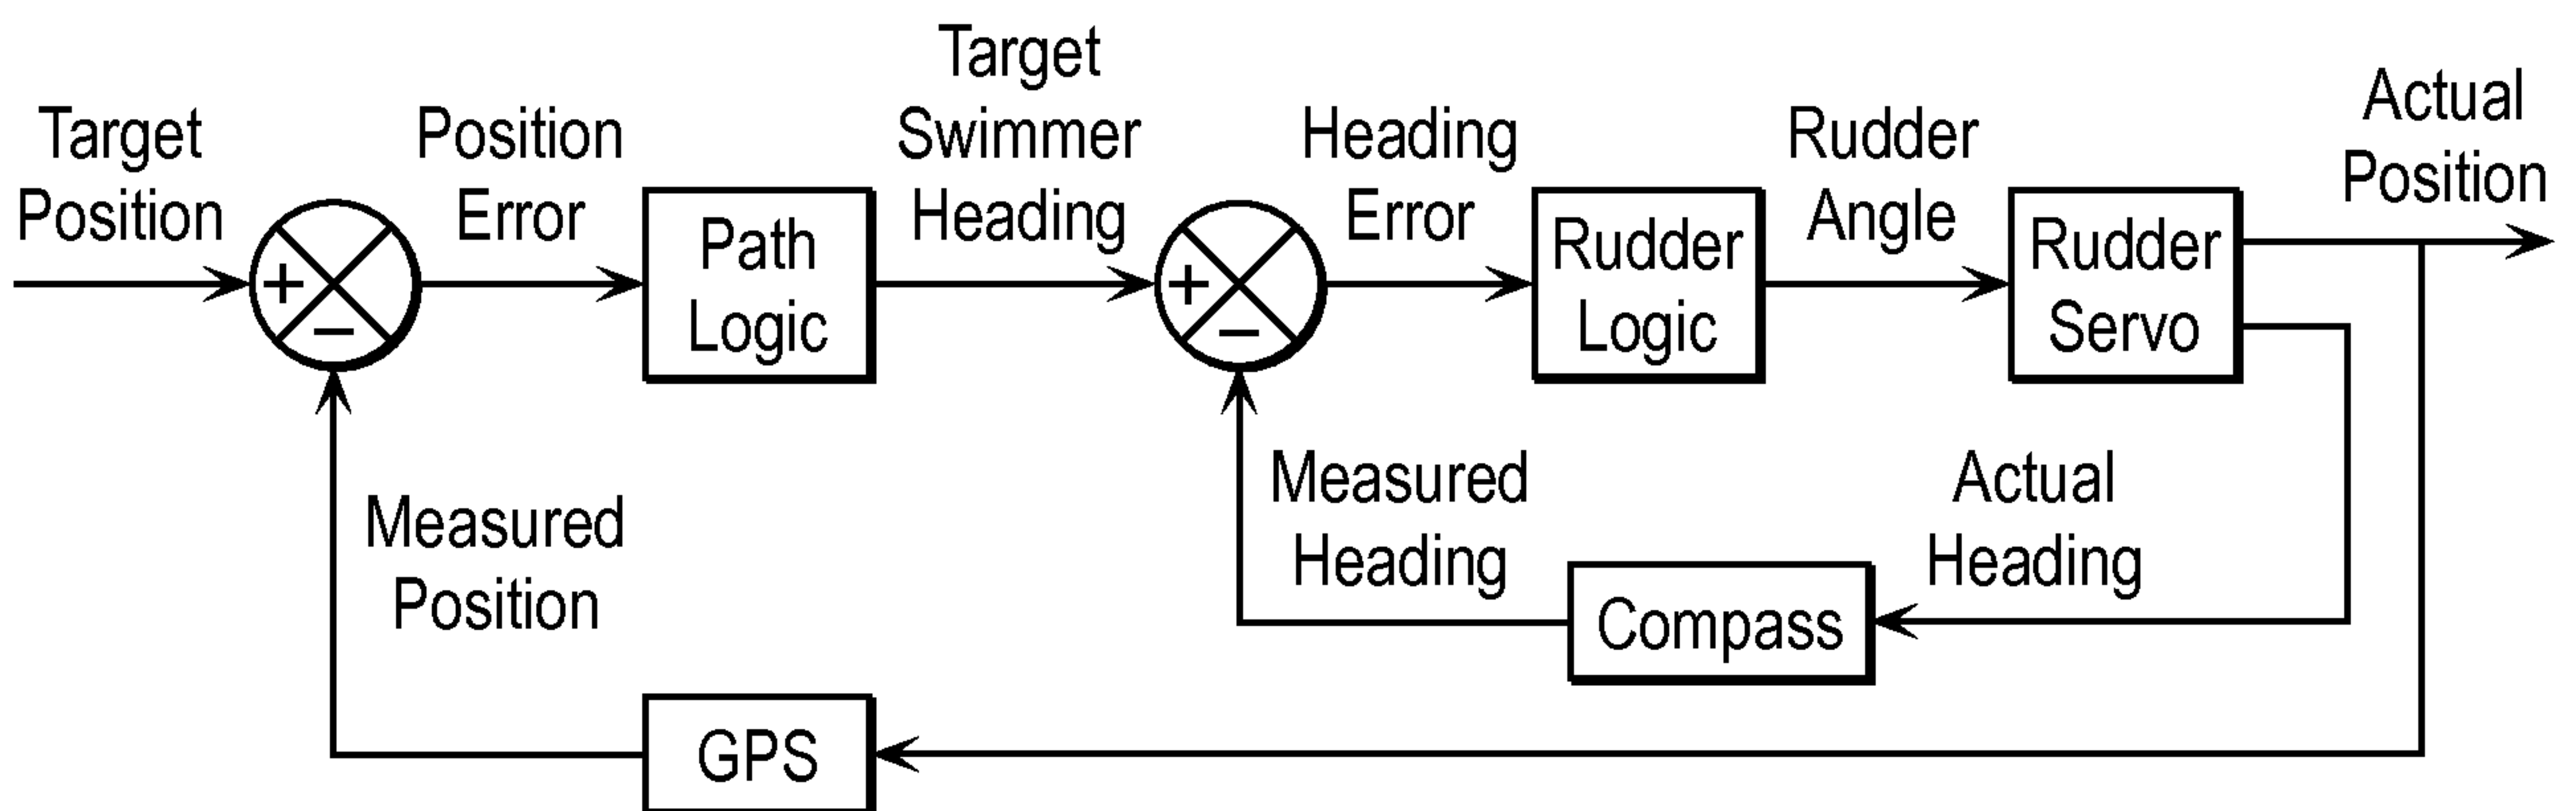 Target
Position
+
−
Position
Error
Path
Logic
Target
Swimmer
Heading
+
−
Heading
Error
Rudder
Logic
Rudder
Angle
Rudder
Servo
Actual
Position
Measured
Position
Measured
Heading
Compass
Actual
Heading
GPS